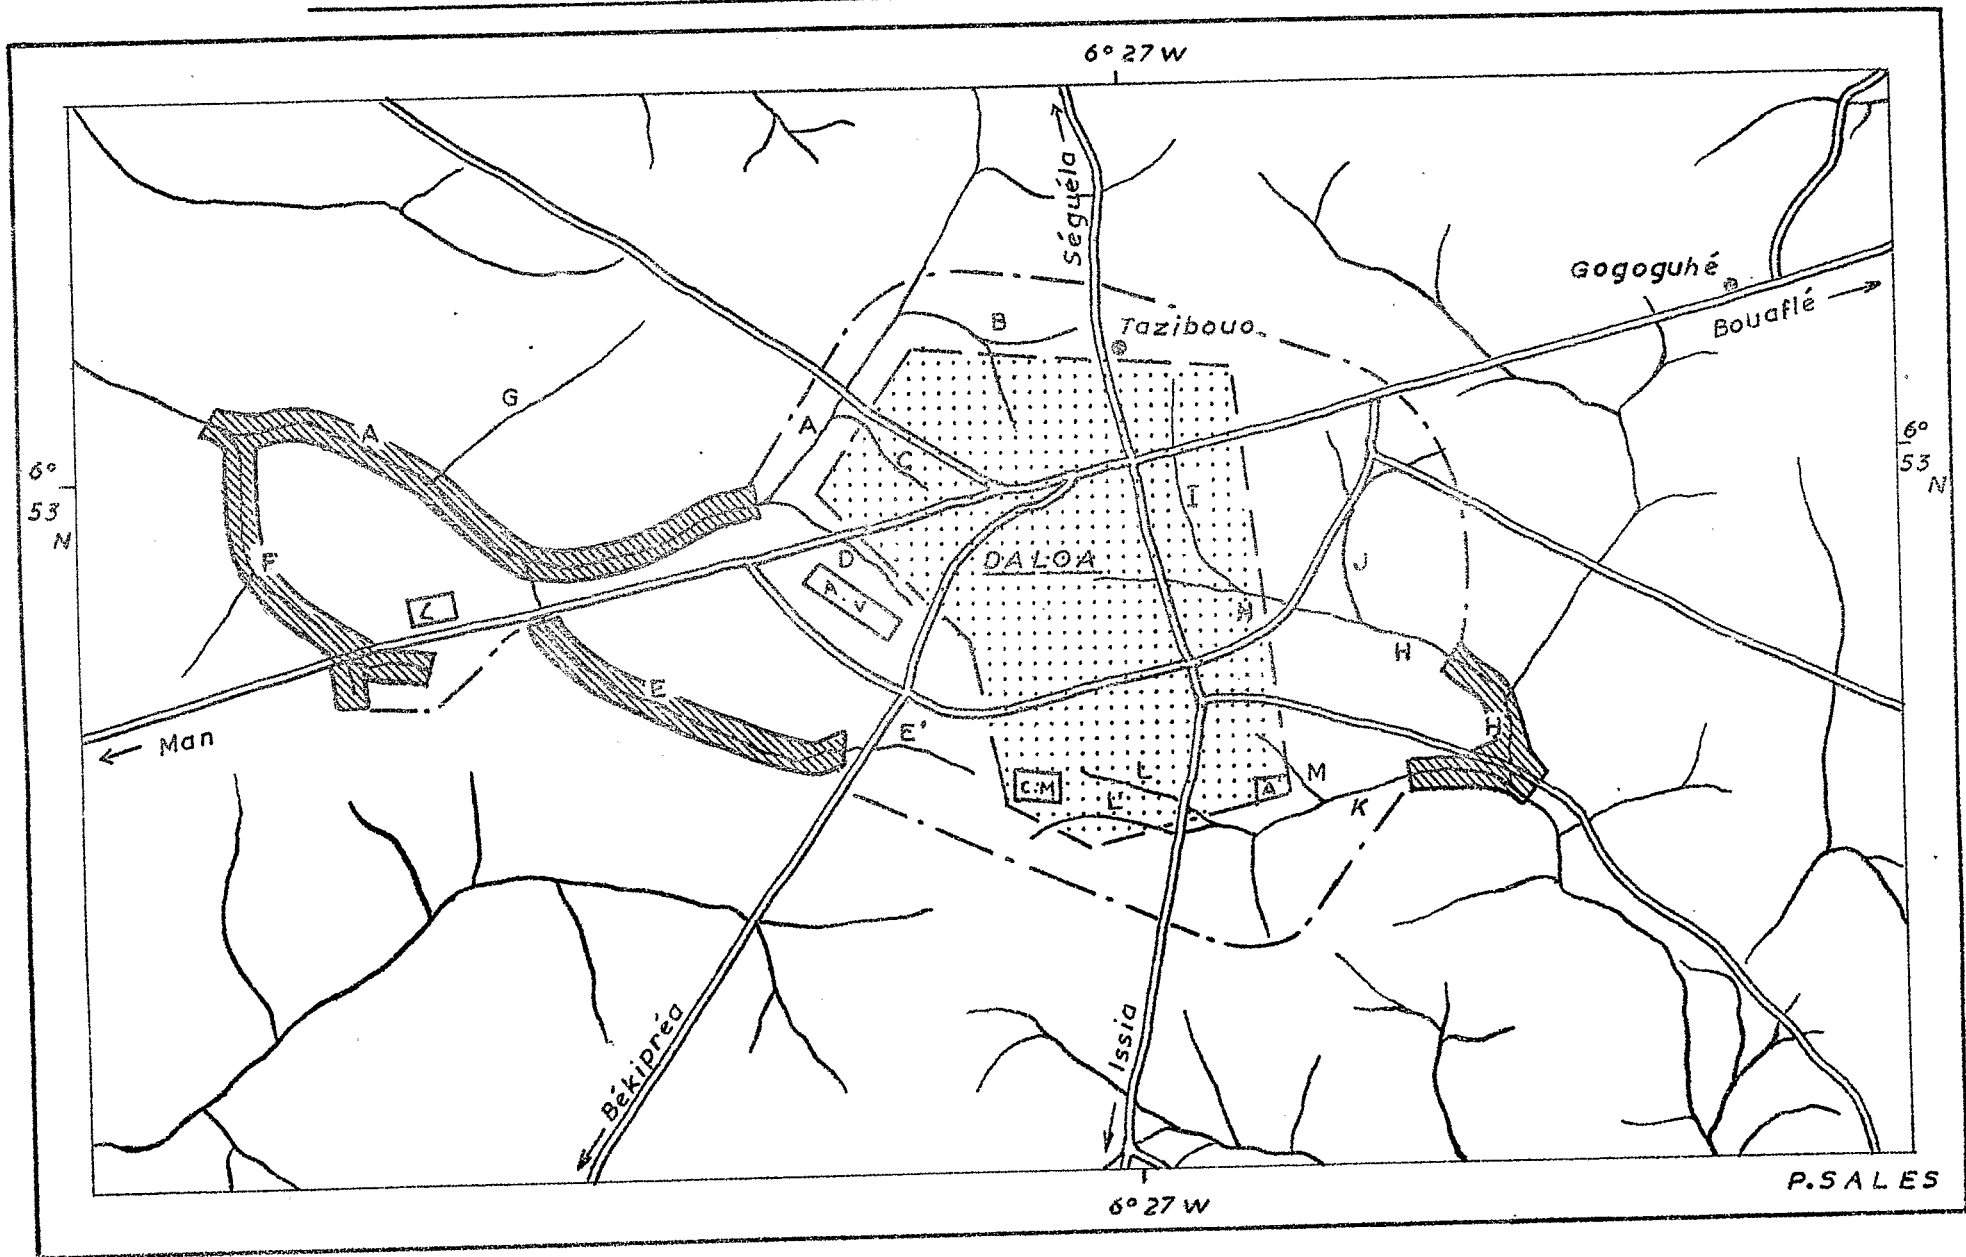 6° 27 W
Séguéla
Gogoguhé
Bouaflé
Tazibouo
B
A
G
A
C
6°
53
N
6°
53
N
I
F
D
DALOA
J
A.V
C
H
H
E
Man
E'
H
C.M
L
A
M
L'
K
Békipréa
Issia
6° 27 W
P.SALES